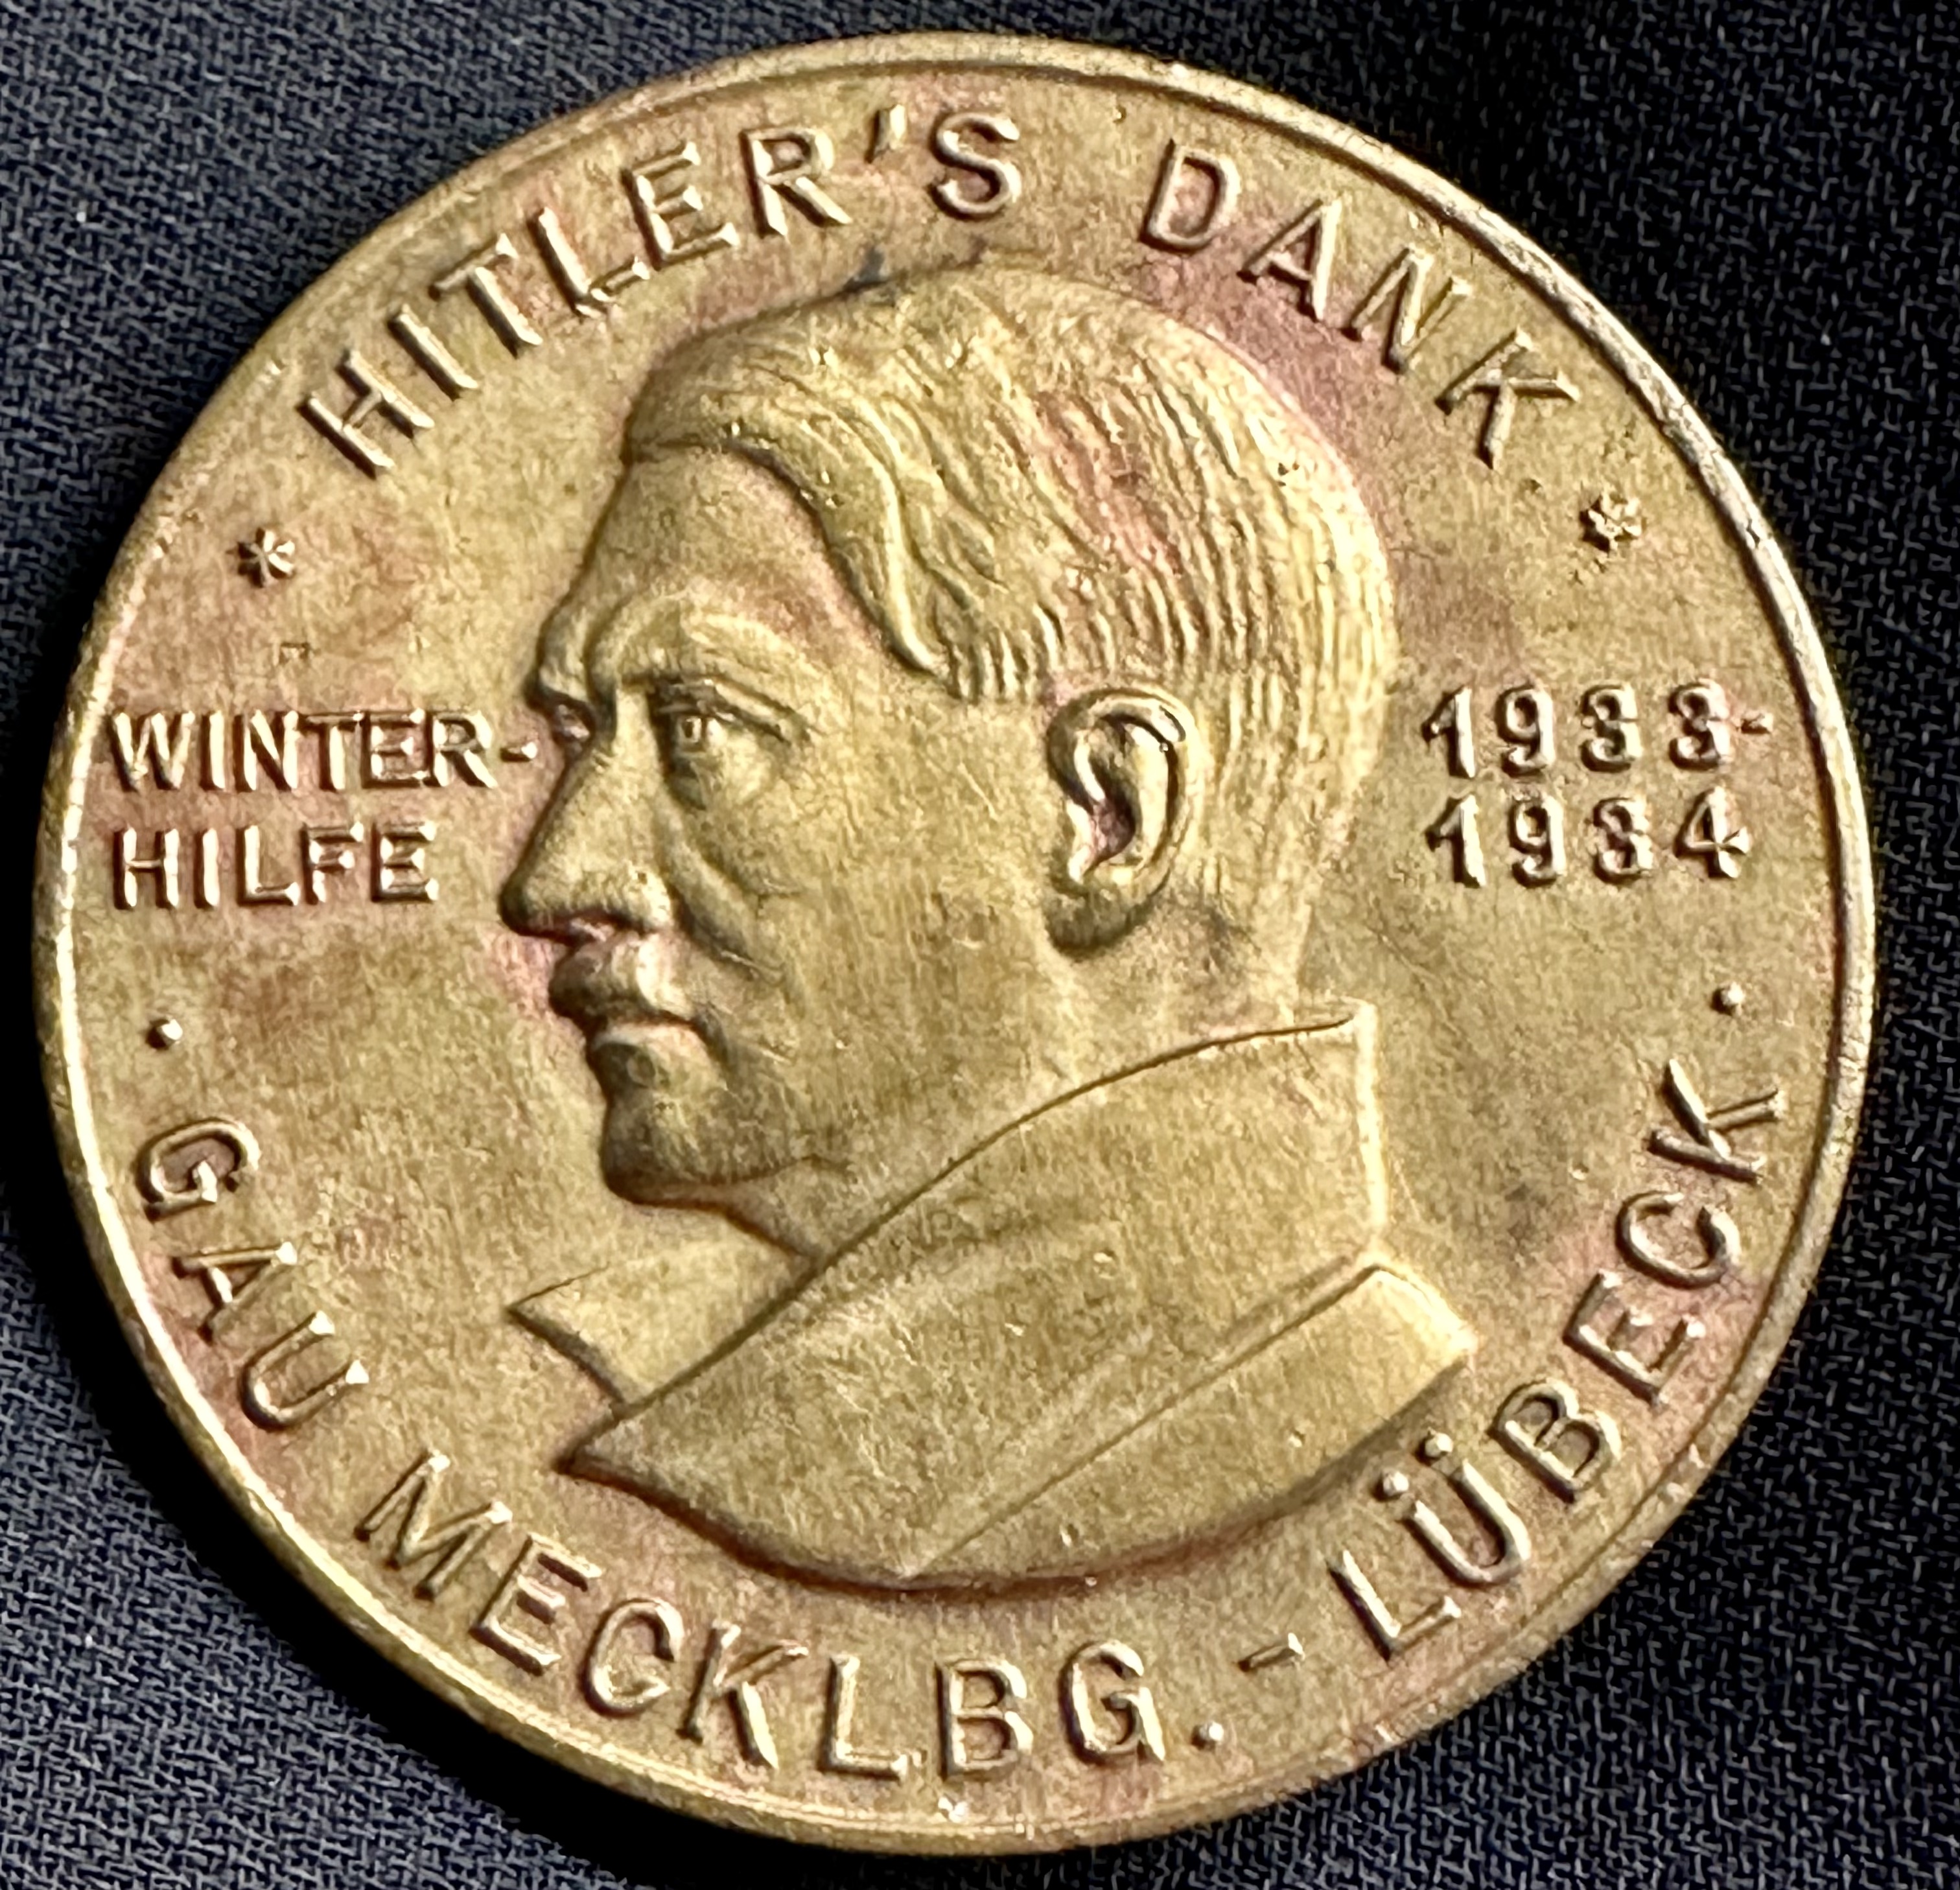 HITLER'S DANK
WINTER-
HILFE
1933-
1934
GAU MECKLBG. - LÜBECK